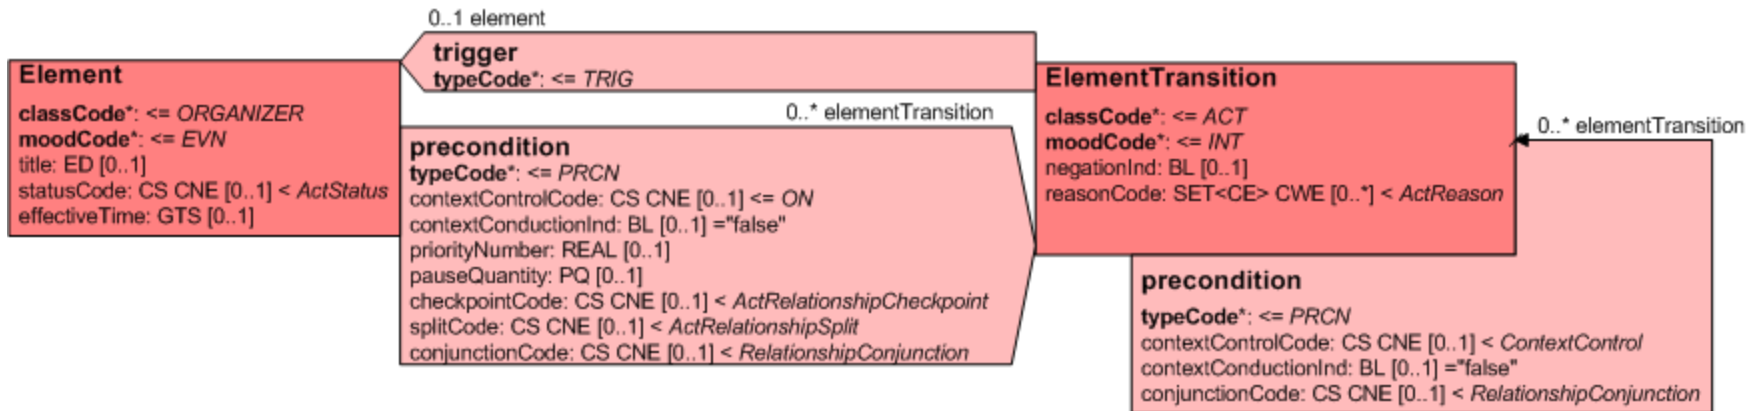 0..1 element
trigger
typeCode*: <= TRIG
Element
classCode*: <= ORGANIZER
moodCode*: <= EVN
title: ED [0..1]
statusCode: CS CNE [0..1] < ActStatus
effectiveTime: GTS [0..1]
0..* elementTransition
precondition
typeCode*: <= PRCN
contextControlCode: CS CNE [0..1] <= ON
contextConductionInd: BL [0..1] ="false"
priorityNumber: REAL [0..1]
pauseQuantity: PQ [0..1]
checkpointCode: CS CNE [0..1] < ActRelationshipCheckpoint
splitCode: CS CNE [0..1] < ActRelationshipSplit
conjunctionCode: CS CNE [0..1] < RelationshipConjunction
ElementTransition
classCode*: <= ACT
moodCode*: <= INT
negationInd: BL [0..1]
reasonCode: SET<CE> CWE [0..*] < ActReason
0..* elementTransition
precondition
typeCode*: <= PRCN
contextControlCode: CS CNE [0..1] < ContextControl
contextConductionInd: BL [0..1] ="false"
conjunctionCode: CS CNE [0..1] < RelationshipConjunction